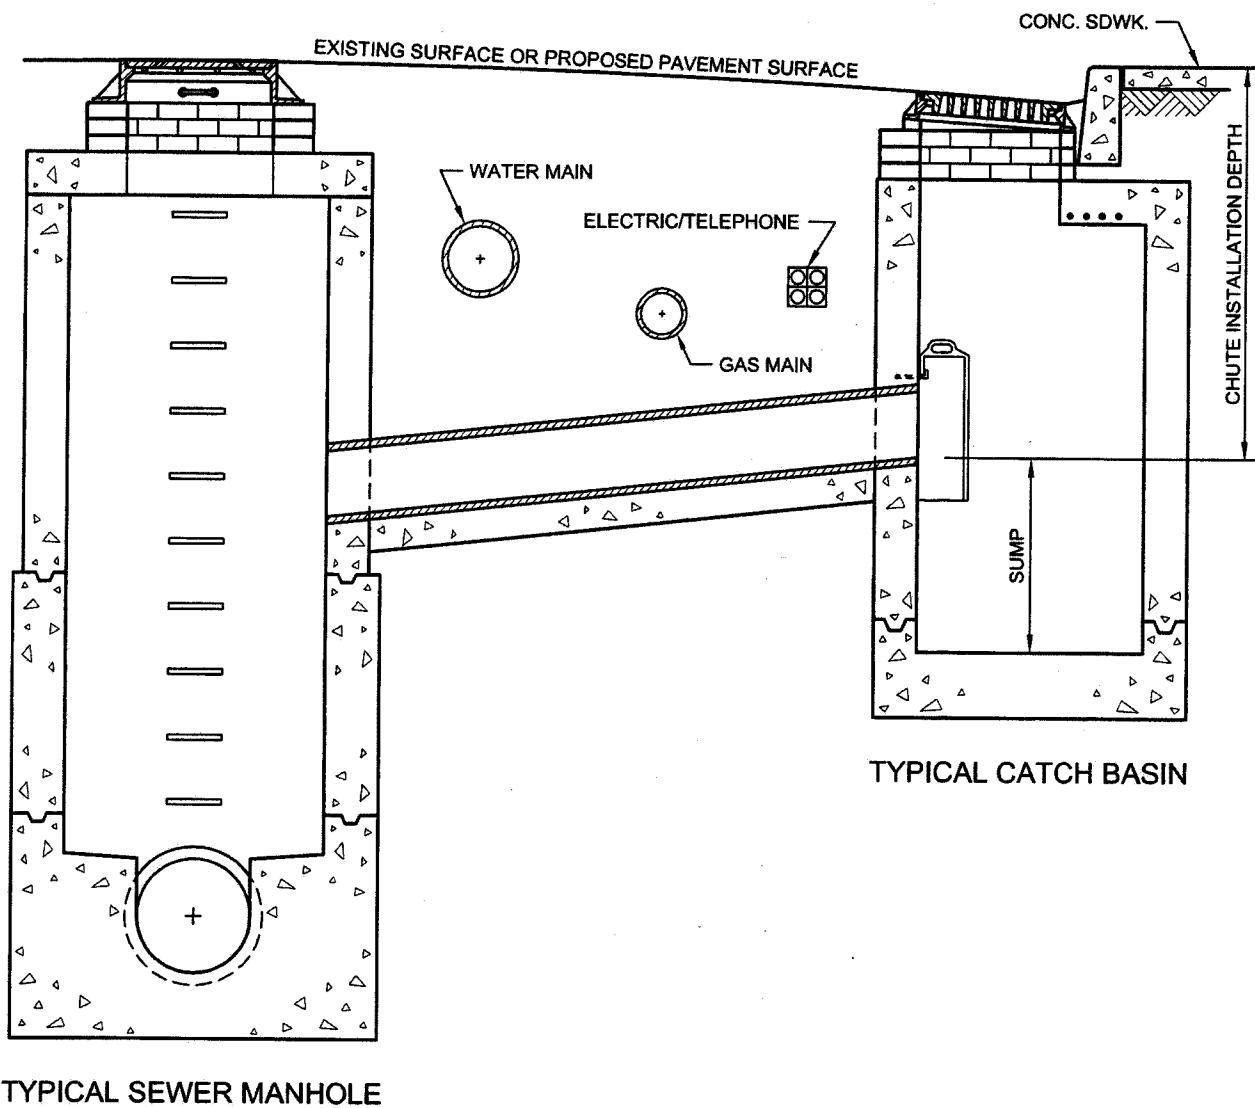 CONC. SDWK.
EXISTING SURFACE OR PROPOSED PAVEMENT SURFACE
WATER MAIN
ELECTRIC/TELEPHONE
GAS MAIN
CHUTE INSTALLATION DEPTH
SUMP
TYPICAL CATCH BASIN
TYPICAL SEWER MANHOLE